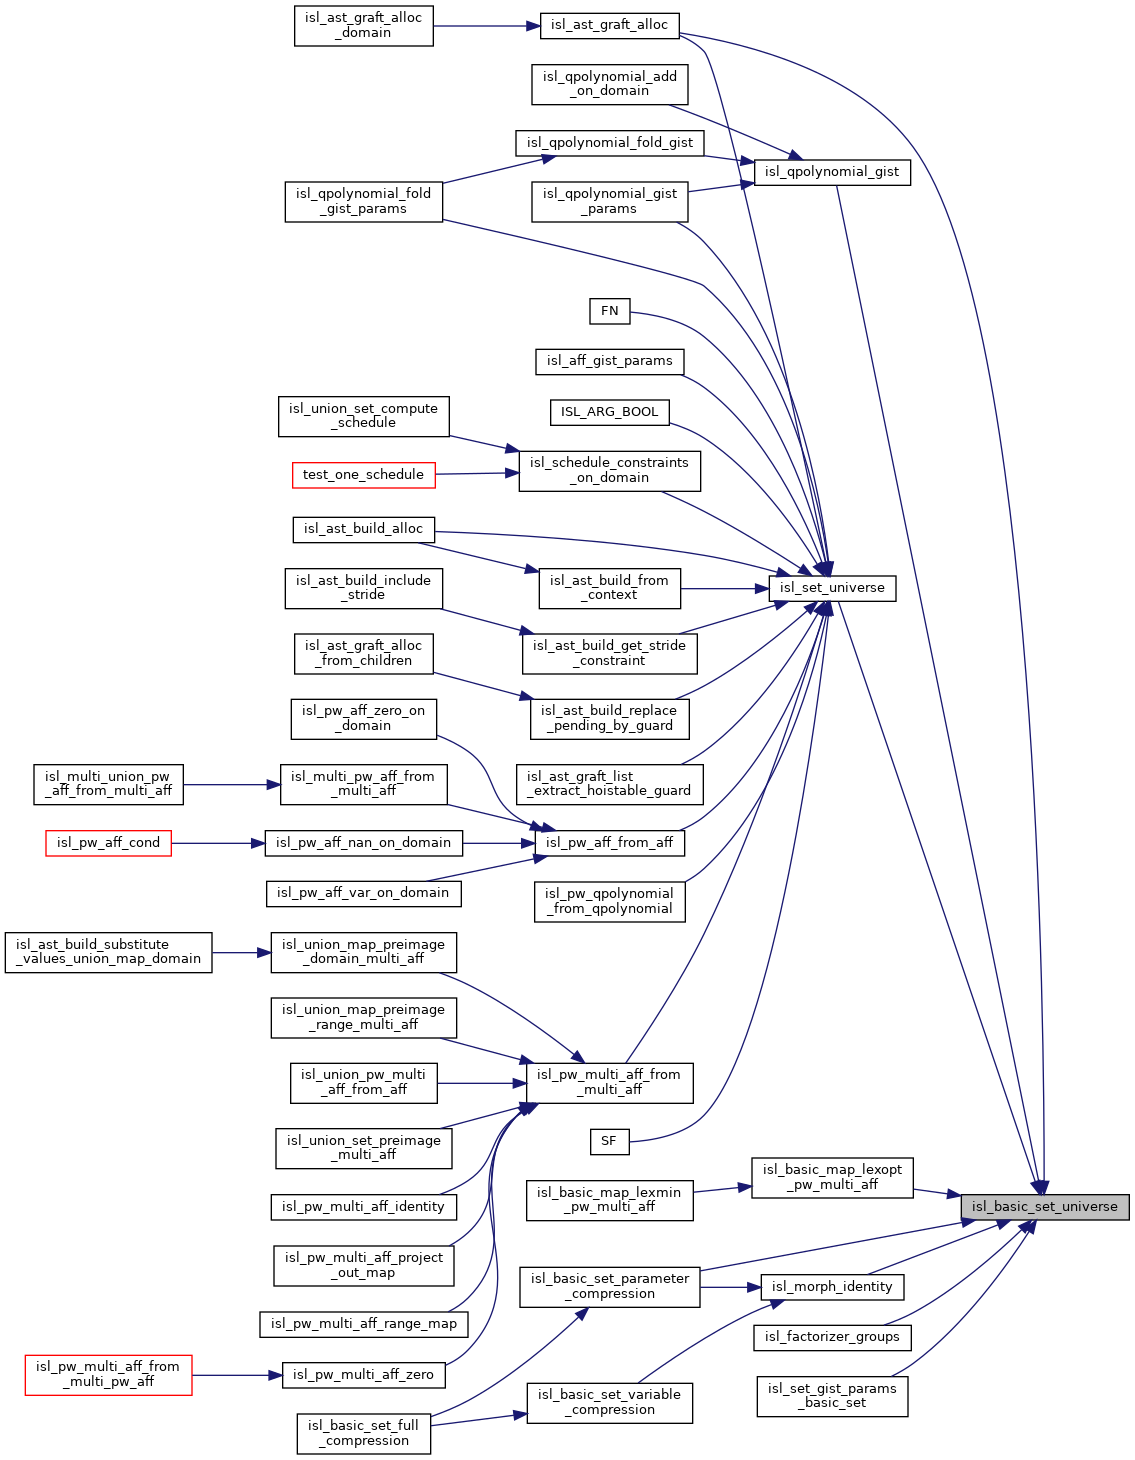 isl_ast_graft_alloc
_domain
isl_ast_graft_alloc
isl_qpolynomial_add
_on_domain
isl_qpolynomial_fold_gist
isl_qpolynomial_gist
isl_qpolynomial_fold
_gist_params
isl_qpolynomial_gist
_params
FN
isl_aff_gist_params
isl_union_set_compute
_schedule
ISL_ARG_BOOL
isl_schedule_constraints
_on_domain
test_one_schedule
isl_ast_build_alloc
isl_ast_build_include
_stride
isl_ast_build_from
_context
isl_set_universe
isl_ast_graft_alloc
_from_children
isl_ast_build_get_stride
_constraint
isl_pw_aff_zero_on
_domain
isl_ast_build_replace
_pending_by_guard
isl_multi_union_pw
_aff_from_multi_aff
isl_multi_pw_aff_from
_multi_aff
isl_ast_graft_list
_extract_hoistable_guard
isl_pw_aff_cond
isl_pw_aff_nan_on_domain
isl_pw_aff_from_aff
isl_pw_aff_var_on_domain
isl_pw_qpolynomial
_from_qpolynomial
isl_ast_build_substitute
_values_union_map_domain
isl_union_map_preimage
_domain_multi_aff
isl_union_map_preimage
_range_multi_aff
isl_union_pw_multi
_aff_from_aff
isl_pw_multi_aff_from
_multi_aff
isl_union_set_preimage
_multi_aff
SF
isl_pw_multi_aff_identity
isl_basic_map_lexmin
_pw_multi_aff
isl_basic_map_lexopt
_pw_multi_aff
isl_basic_set_universe
isl_pw_multi_aff_project
_out_map
isl_basic_set_parameter
_compression
isl_morph_identity
isl_pw_multi_aff_range_map
isl_factorizer_groups
isl_pw_multi_aff_from
_multi_pw_aff
isl_pw_multi_aff_zero
isl_basic_set_variable
_compression
isl_set_gist_params
_basic_set
isl_basic_set_full
_compression